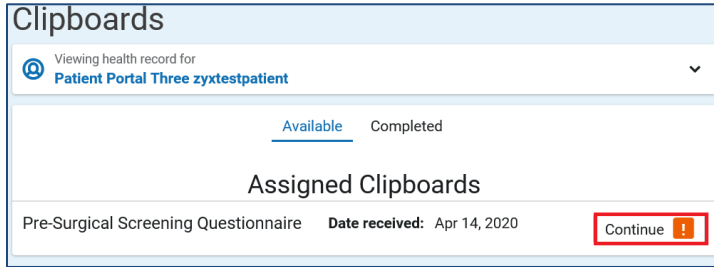 Clipboards
Viewing health record for
Patient Portal Three zyxtestpatient
Available Completed
Assigned Clipboards
Pre-Surgical Screening Questionnaire Date received: Apr 14, 2020 Continue !